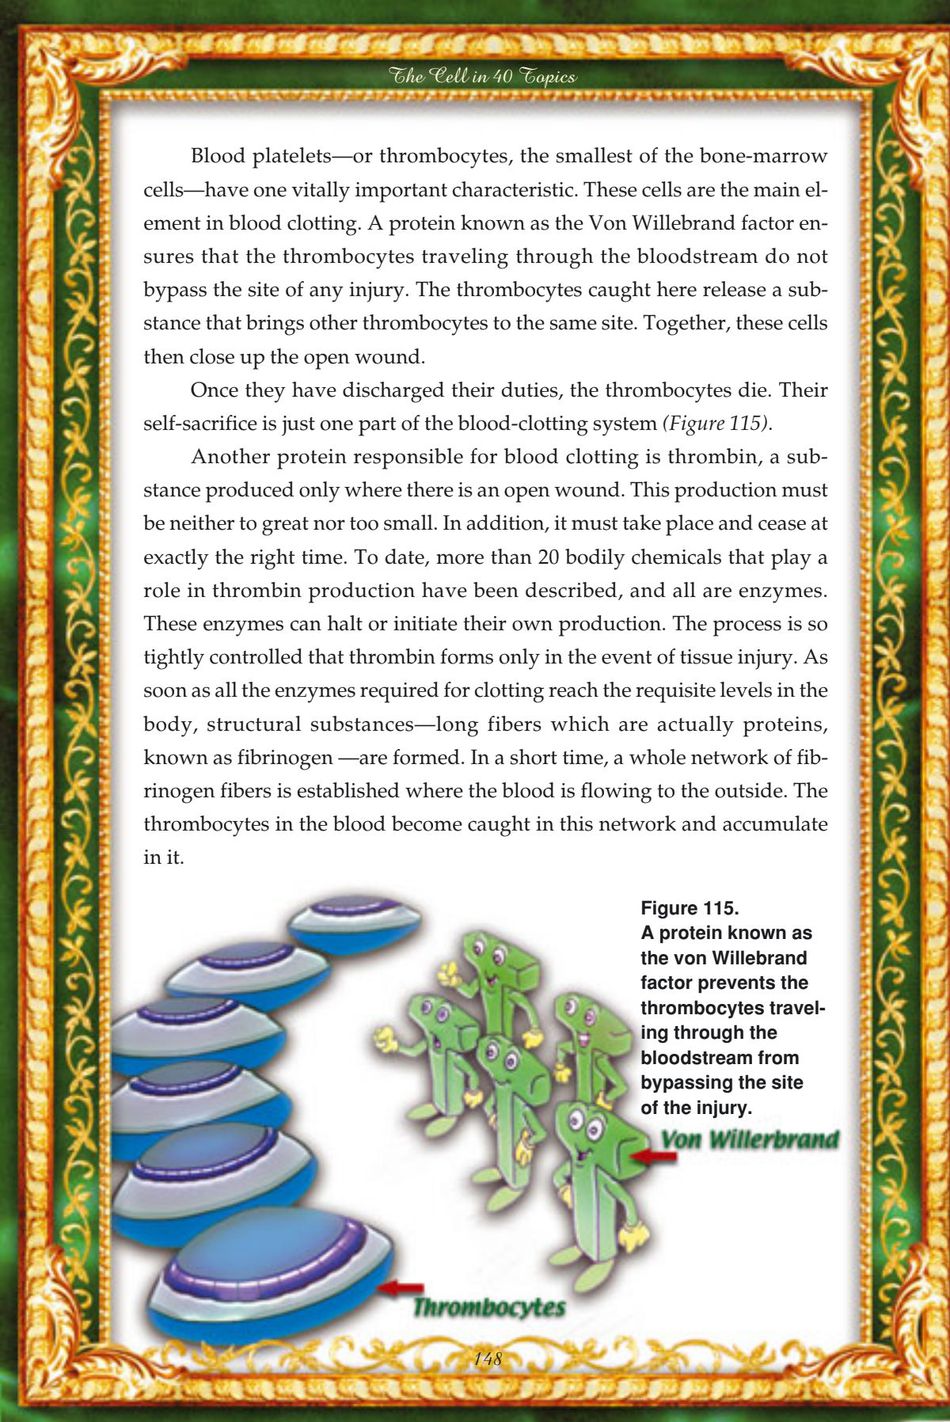 The Cell in 40 Topics
Blood platelets—or thrombocytes, the smallest of the bone-marrow
cells—have one vitally important characteristic. These cells are the main el-
ement in blood clotting. A protein known as the Von Willebrand factor en-
sures that the thrombocytes traveling through the bloodstream do not
bypass the site of any injury. The thrombocytes caught here release a sub-
stance that brings other thrombocytes to the same site. Together, these cells
then close up the open wound.
Once they have discharged their duties, the thrombocytes die. Their
self-sacrifice is just one part of the blood-clotting system (Figure 115).
Another protein responsible for blood clotting is thrombin, a sub-
stance produced only where there is an open wound. This production must
be neither to great nor too small. In addition, it must take place and cease at
exactly the right time. To date, more than 20 bodily chemicals that play a
role in thrombin production have been described, and all are enzymes.
These enzymes can halt or initiate their own production. The process is so
tightly controlled that thrombin forms only in the event of tissue injury. As
soon as all the enzymes required for clotting reach the requisite levels in the
body, structural substances—long fibers which are actually proteins,
known as fibrinogen —are formed. In a short time, a whole network of fib-
rinogen fibers is established where the blood is flowing to the outside. The
thrombocytes in the blood become caught in this network and accumulate
in it.
Figure 115.
A protein known as
the von Willebrand
factor prevents the
thrombocytes travel-
ing through the
bloodstream from
bypassing the site
of the injury.
Von Willerbrand
Thrombocytes
148